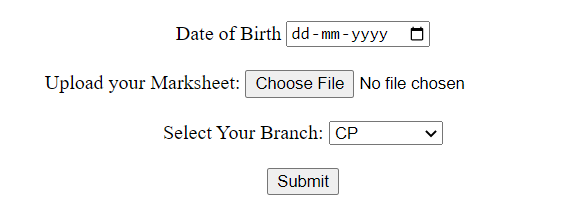 Date of Birth dd-mm-yyyy
Upload your Marksheet: Choose File No file chosen
Select Your Branch: CP
Submit